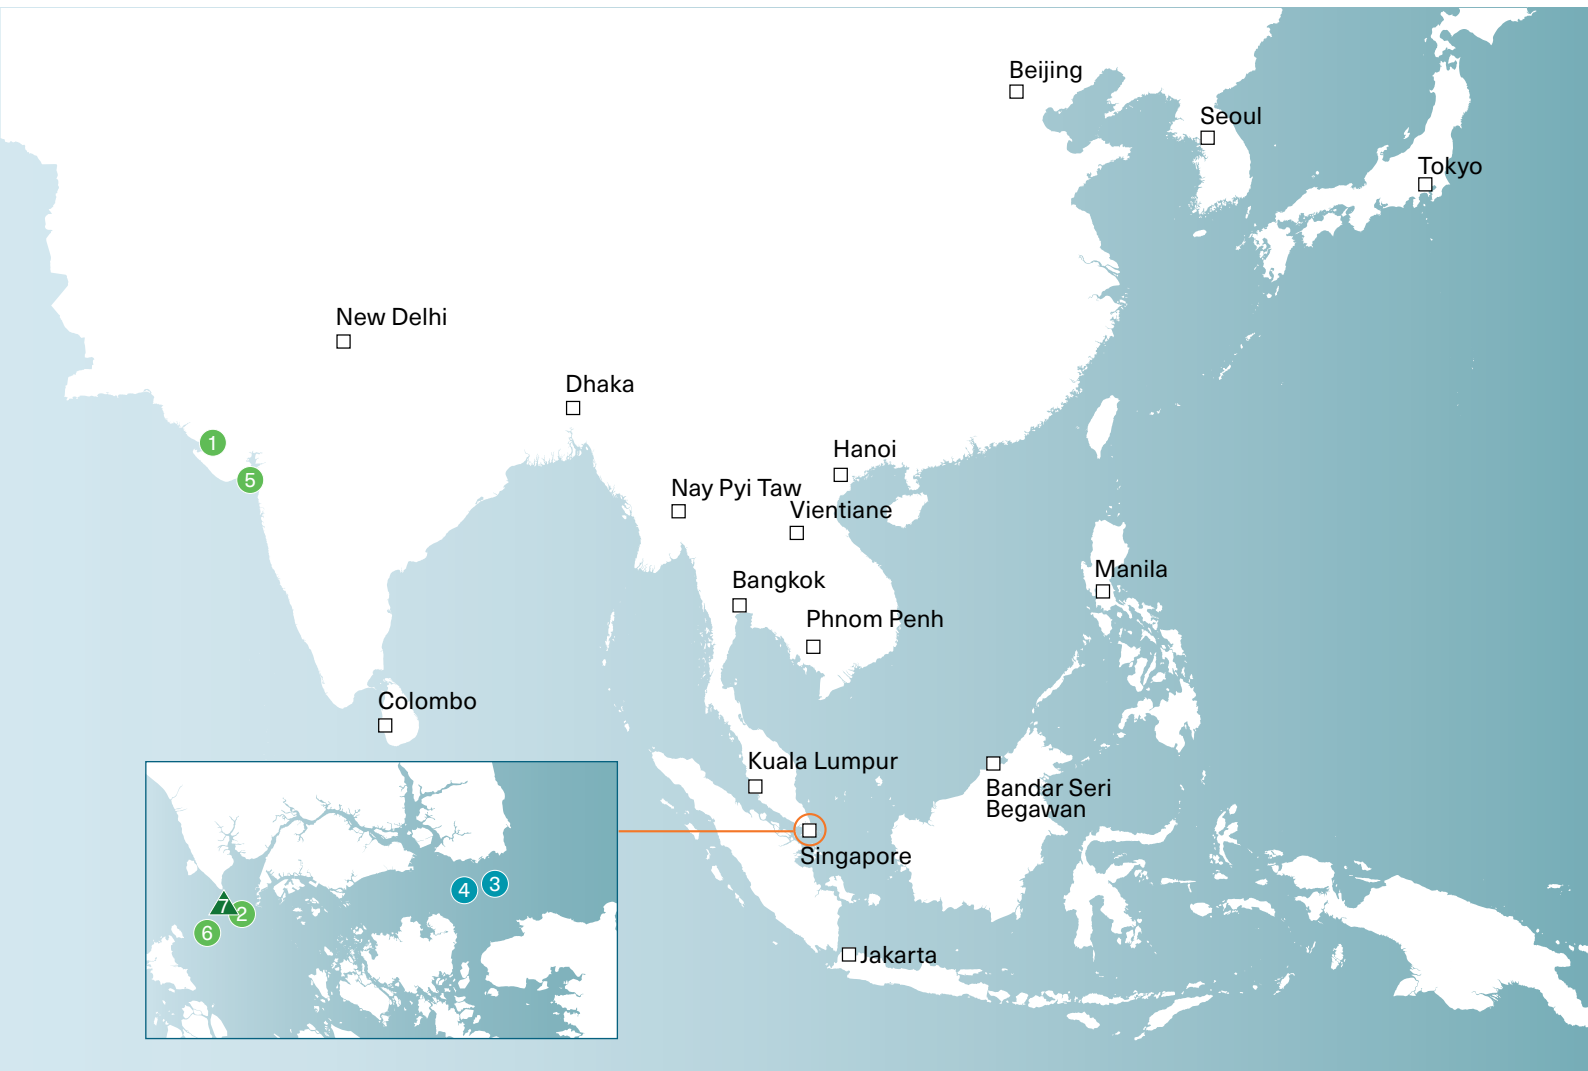 Beijing
Seoul
Tokyo
New Delhi
Dhaka
1
Hanoi
5
Nay Pyi Taw
Vientiane
Manila
Bangkok
Phnom Penh
Colombo
Kuala Lumpur
Bandar Seri
Begawan
Singapore
4
3
7
2
6
Jakarta